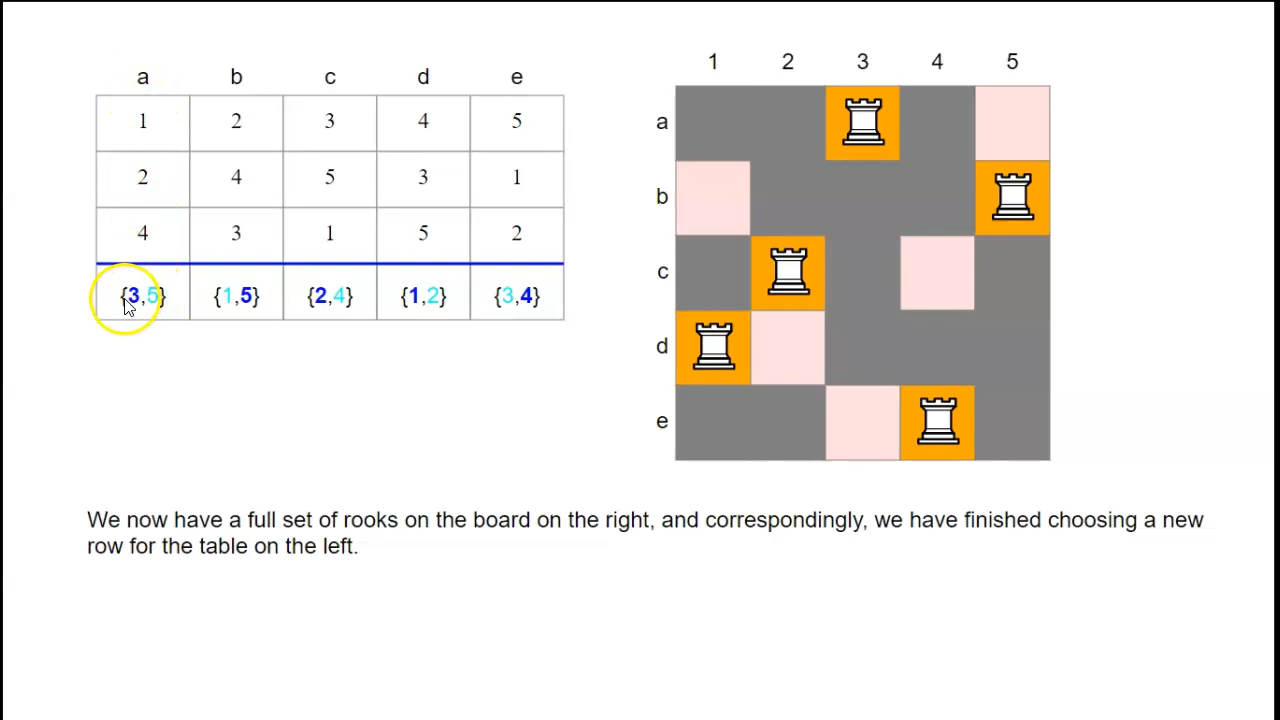 a b c d e
1 2 3 4 5
2 4 5 3 1
4 3 1 5 2
{3,5} {1,5} {2,4} {1,2} {3,4}
1 2 3 4 5
a
b
c
d
e
We now have a full set of rooks on the board on the right, and correspondingly, we have finished choosing a new
row for the table on the left.